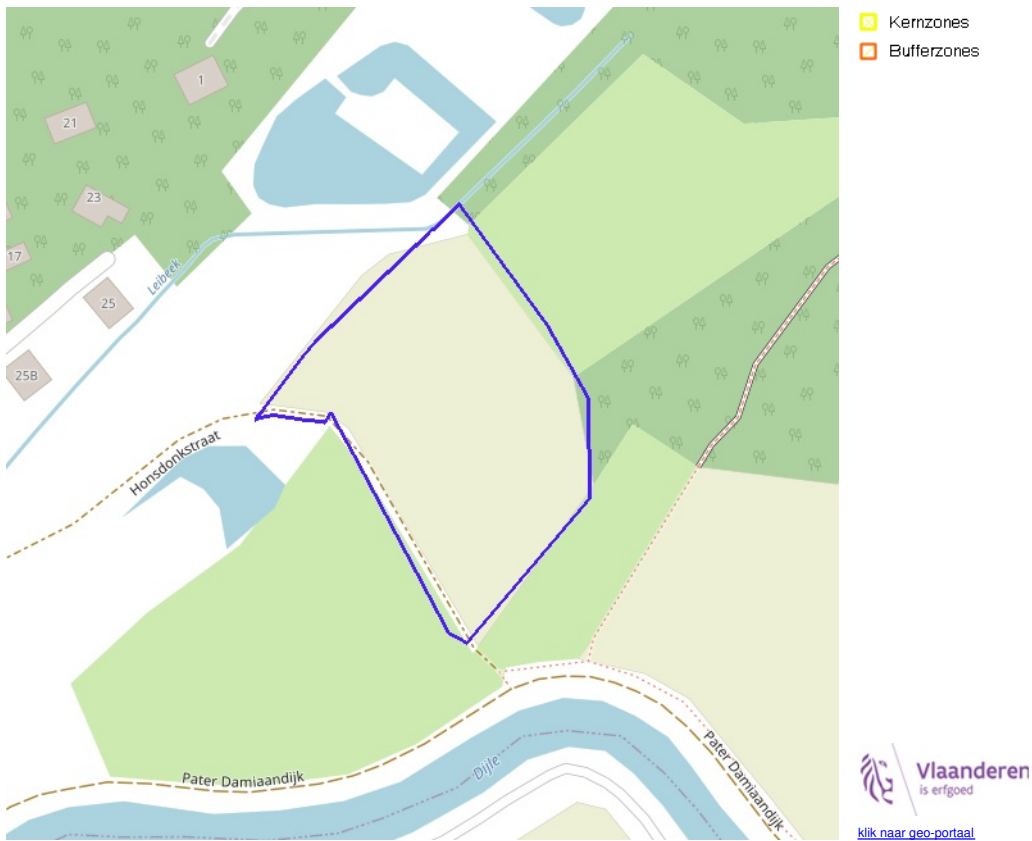 Kernzones
Bufferzones
1
21
23
17
25
25B
Leibeek
Honsdonkstraat
Pater Damiaandijk
Dijle
Pater Damiaandijk
Vlaanderen
is erfgoed
klik naar geo-portaal